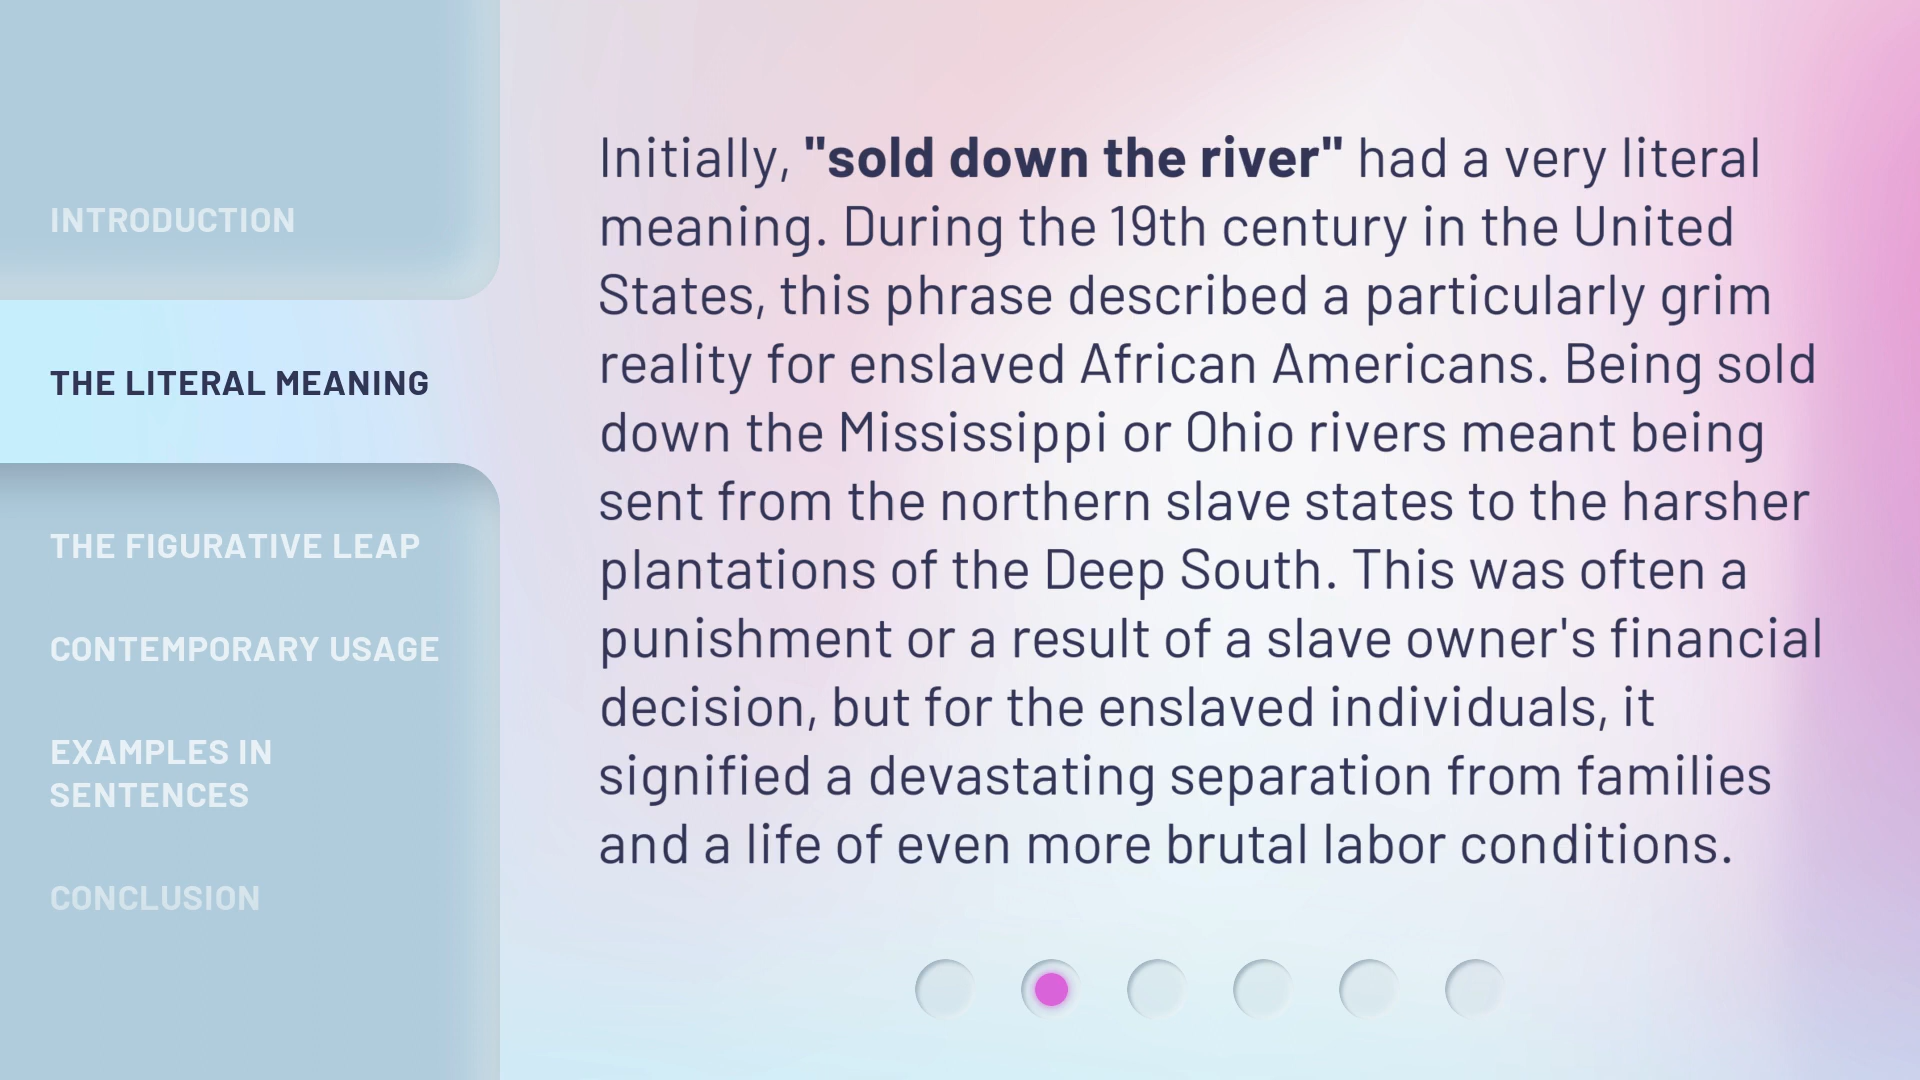 INTRODUCTION
THE LITERAL MEANING
THE FIGURATIVE LEAP
CONTEMPORARY USAGE
EXAMPLES IN
SENTENCES
CONCLUSION
Initially, "sold down the river" had a very literal
meaning. During the 19th century in the United
States, this phrase described a particularly grim
reality for enslaved African Americans. Being sold
down the Mississippi or Ohio rivers meant being
sent from the northern slave states to the harsher
plantations of the Deep South. This was often a
punishment or a result of a slave owner's financial
decision, but for the enslaved individuals, it
signified a devastating separation from families
and a life of even more brutal labor conditions.